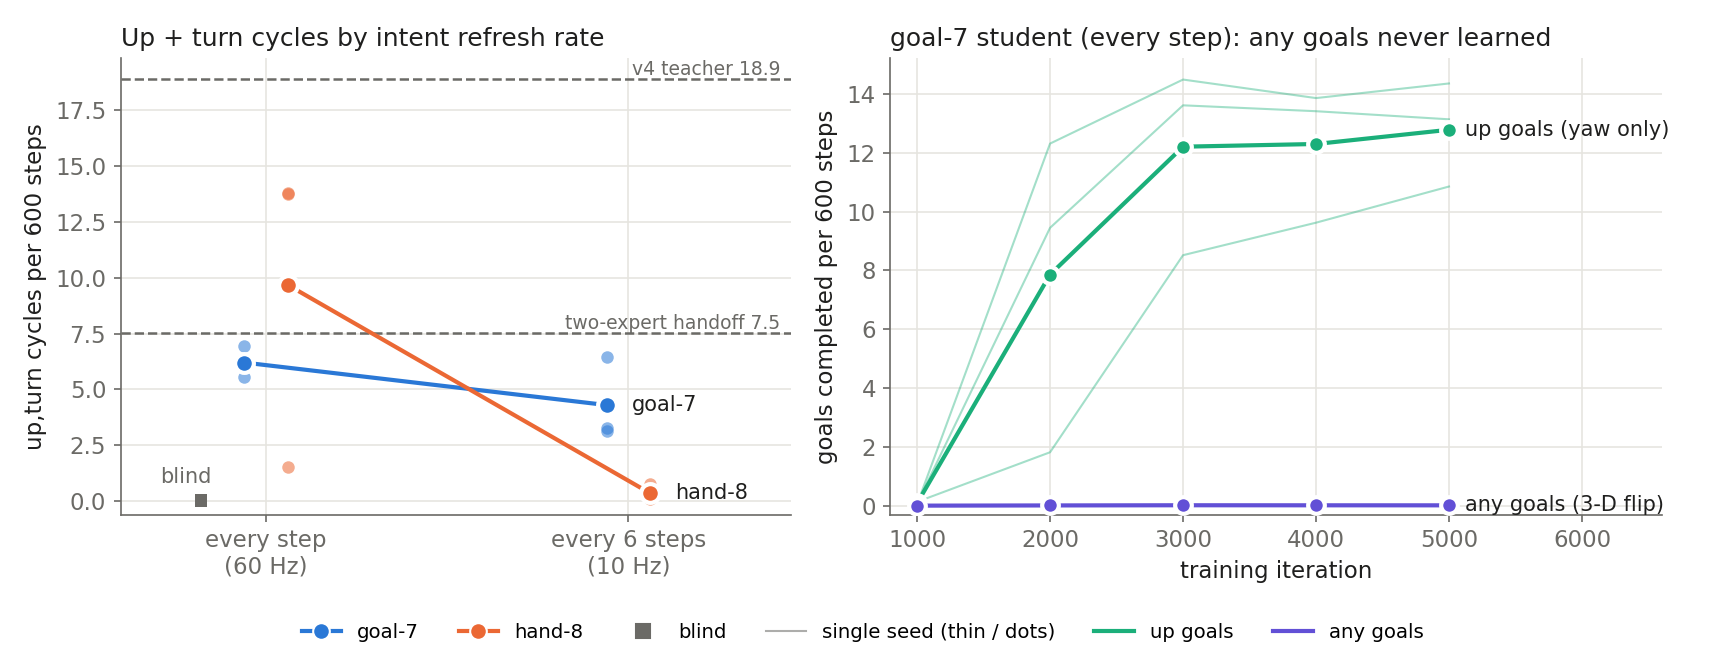 Up + turn cycles by intent refresh rate
up,turn cycles per 600 steps
17.5
15.0
12.5
10.0
7.5
5.0
2.5
0.0
v4 teacher 18.9
two-expert handoff 7.5
goal-7
hand-8
blind
every step
(60 Hz)
every 6 steps
(10 Hz)
goal-7 student (every step): any goals never learned
goals completed per 600 steps
14
12
10
8
6
4
2
0
up goals (yaw only)
any goals (3-D flip)
1000 2000 3000 4000 5000 6000
training iteration
goal-7 hand-8 blind single seed (thin / dots) up goals any goals